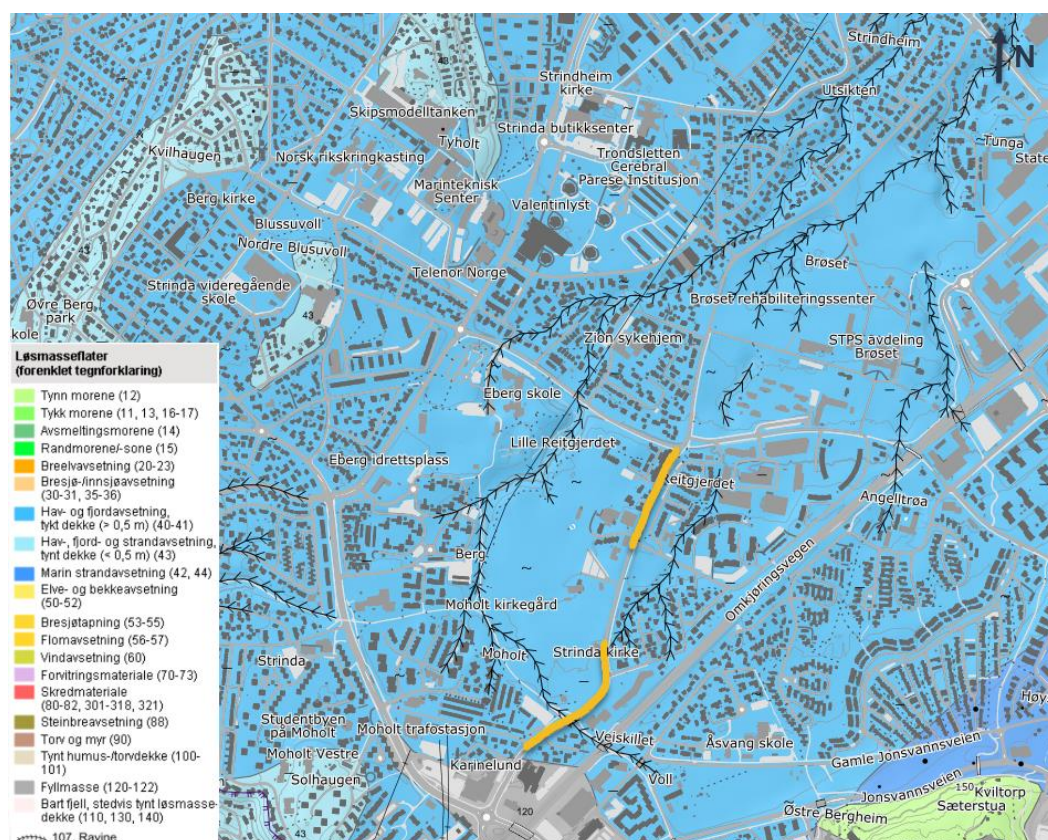 Strindheim
N
43
Strindheim
kirke
Utsikten
Skipsmodelltanken
Tyholt
Strinda butikksenter
Tunga
State
Kvilhaugen
Norsk rikskringkasting
Trondsletten
Cerebral
Parese Institusjon
Marinteknisk
Senter
Berg kirke
Valentinlyst
43
Blussuvoll
Nordre Blusuvoll
Telenor Norge
Brøset
Strinda videregående
skole
Øvre Berg
park
kole
43
Brøset rehabiliteringssenter
Zion sykehjem
STPS avdeling
Brøset
Eberg skole
Lille Reitgjerdet
Eberg idrettsplass
Reitgjerdet
Angelltrøa
Berg
Omkjøringsvegen
Moholt kirkegård
Moholt
Strinda kirke
Strinda
Studentbyen
på Moholt
Moholt trafostasjon
Veiskillet
Åsvang skole
Høy
Moholt Vestre
Karinelund
Gamle Jonsvannsveien
Solhaugen
Voll
Jonsvannsveien
150
Kviltorp
Sæterstua
120
43
Østre Bergheim
Løsmasseflater
(forenklet tegnforklaring)
Tynn morene (12)
Tykk morene (11, 13, 16-17)
Avsmeltingsmorene (14)
Randmorene/-sone (15)
Breelvavsetning (20-23)
Bresjø-/innsjøavsetning
(30-31, 35-36)
Hav- og fjordavsetning,
tykt dekke (> 0,5 m) (40-41)
Hav-, fjord- og strandavsetning,
tynt dekke (< 0,5 m) (43)
Marin strandavsetning (42, 44)
Elve- og bekkeavsetning
(50-52)
Bresjøtapning (53-55)
Flomavsetning (56-57)
Vindavsetning (60)
Forvitringsmateriale (70-73)
Skredmateriale
(80-82, 301-318, 321)
Steinbreavsetning (88)
Torv og myr (90)
Tynt humus-/torvdekke (100-
101)
Fyllmasse (120-122)
Bart fjell, stedvis tynt løsmasse-
dekke (110, 130, 140)
107, Ravine